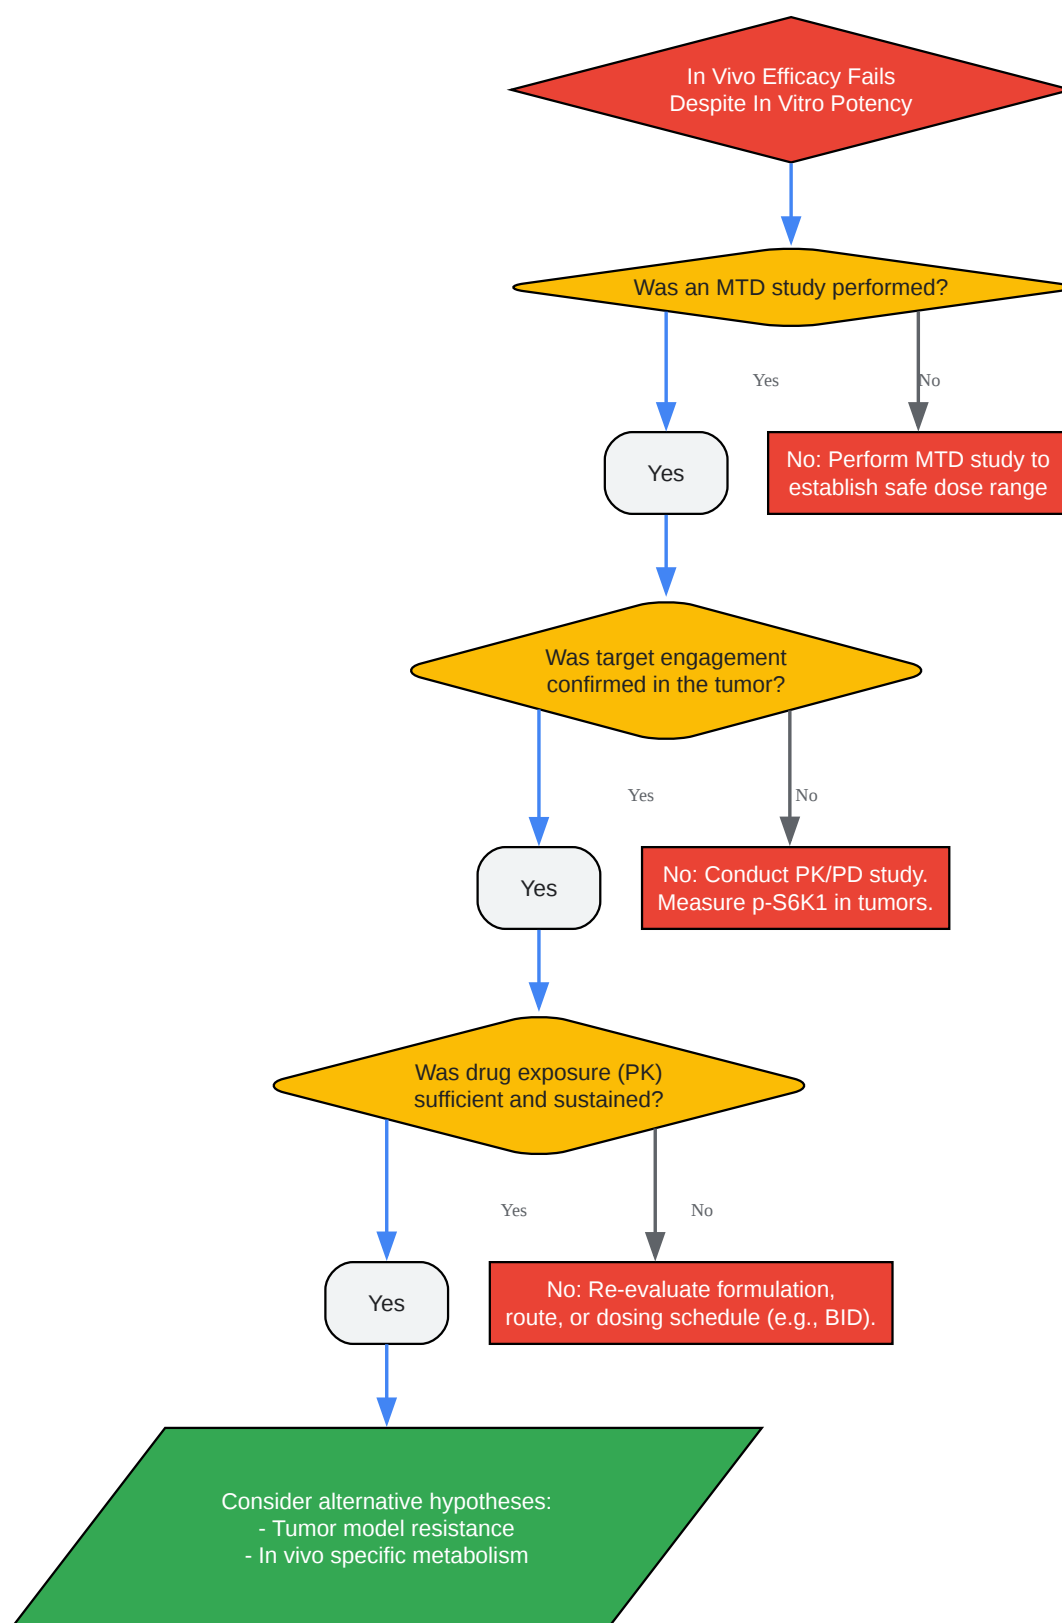 In Vivo Efficacy Fails
Despite In Vitro Potency
Was an MTD study performed?
Yes
No
Yes
No: Perform MTD study to
establish safe dose range
Was target engagement
confirmed in the tumor?
Yes
No
Yes
No: Conduct PK/PD study.
Measure p-S6K1 in tumors.
Was drug exposure (PK)
sufficient and sustained?
Yes
No
Yes
No: Re-evaluate formulation,
route, or dosing schedule (e.g., BID).
Consider alternative hypotheses:
- Tumor model resistance
- In vivo specific metabolism